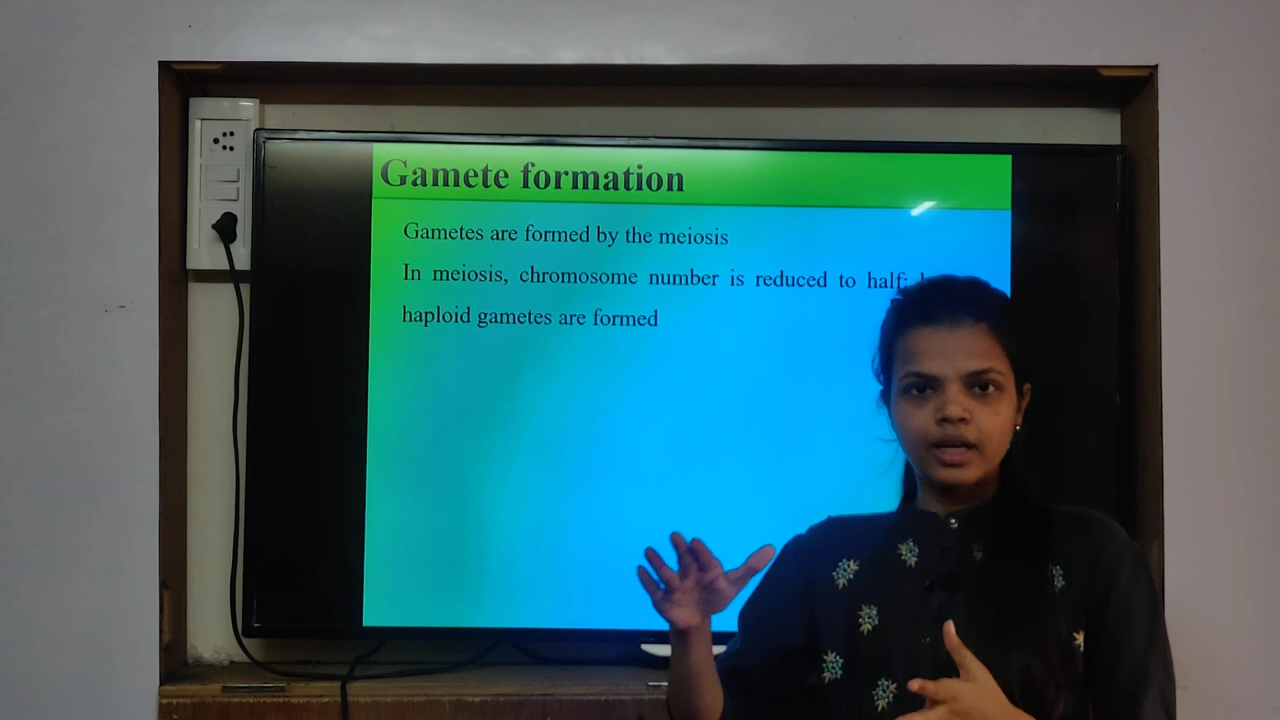 Gamete formation
Gametes are formed by the meiosis
In meiosis, chromosome number is reduced to half;
haploid gametes are formed